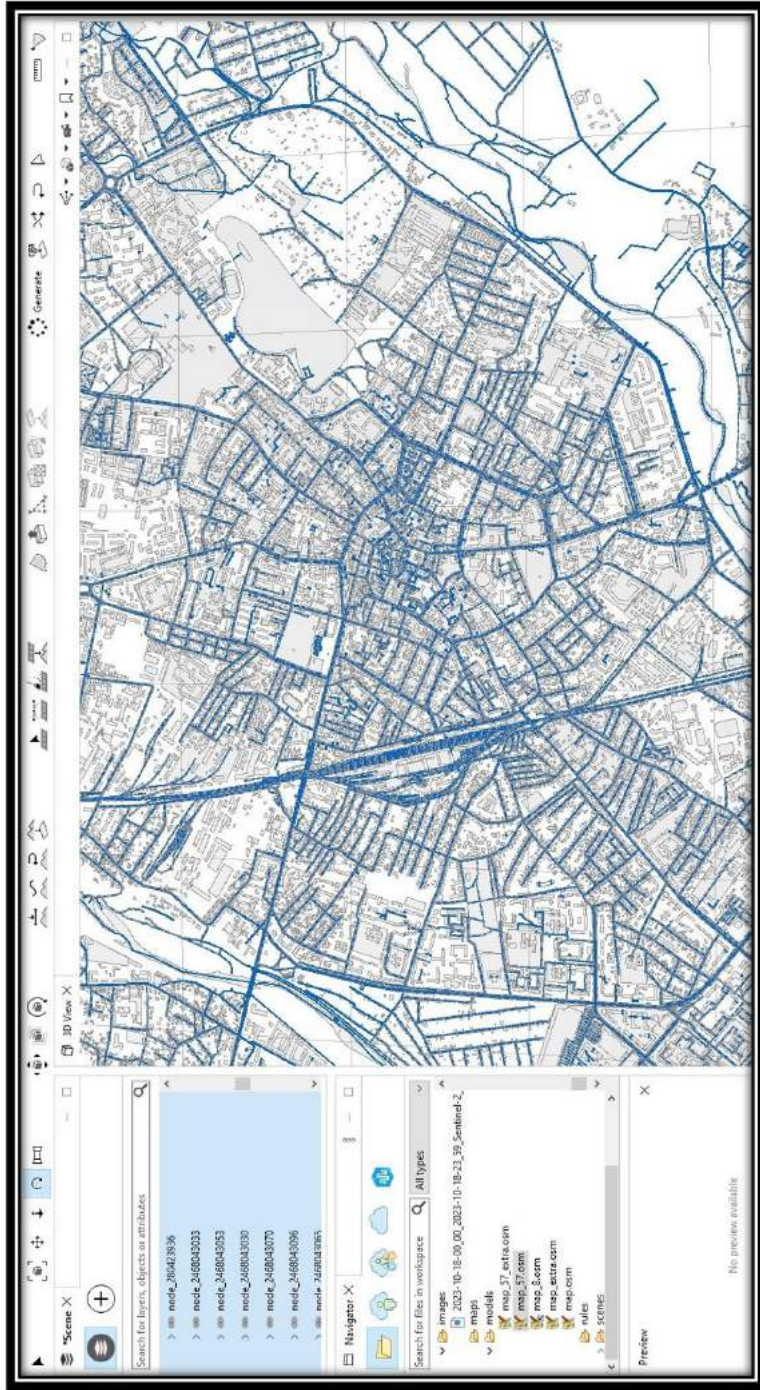 Generate
*Scene
3D View
Search for layers, objects or attributes
node_280423936
node_2468043033
node_2468043053
node_2468043030
node_2468043070
node_2468043096
node_2468043065
Navigator
Search for files in workspace
All types
images
2023-10-18-00_00_2023-10-18-23_59_Sentinel-2_
maps
models
map_57_extra.osm
map_57.osm
map_8.osm
map_extra.osm
map.osm
rules
scenes
Preview
No preview available